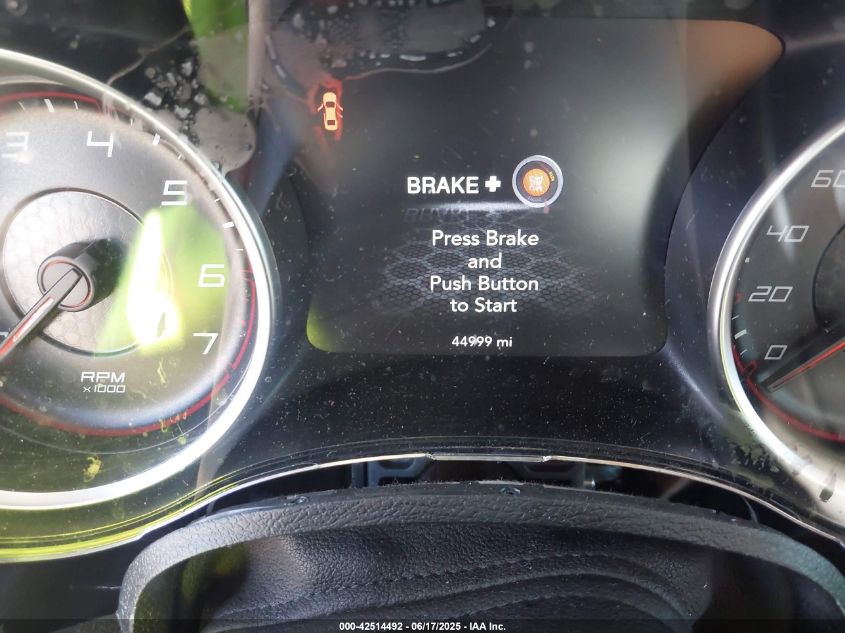 3
4
5
6
7
RPM
x1000
BRAKE +
Press Brake
and
Push Button
to Start
44999 mi
60
40
20
0
000-42514492 - 06/17/2025 - IAA Inc.